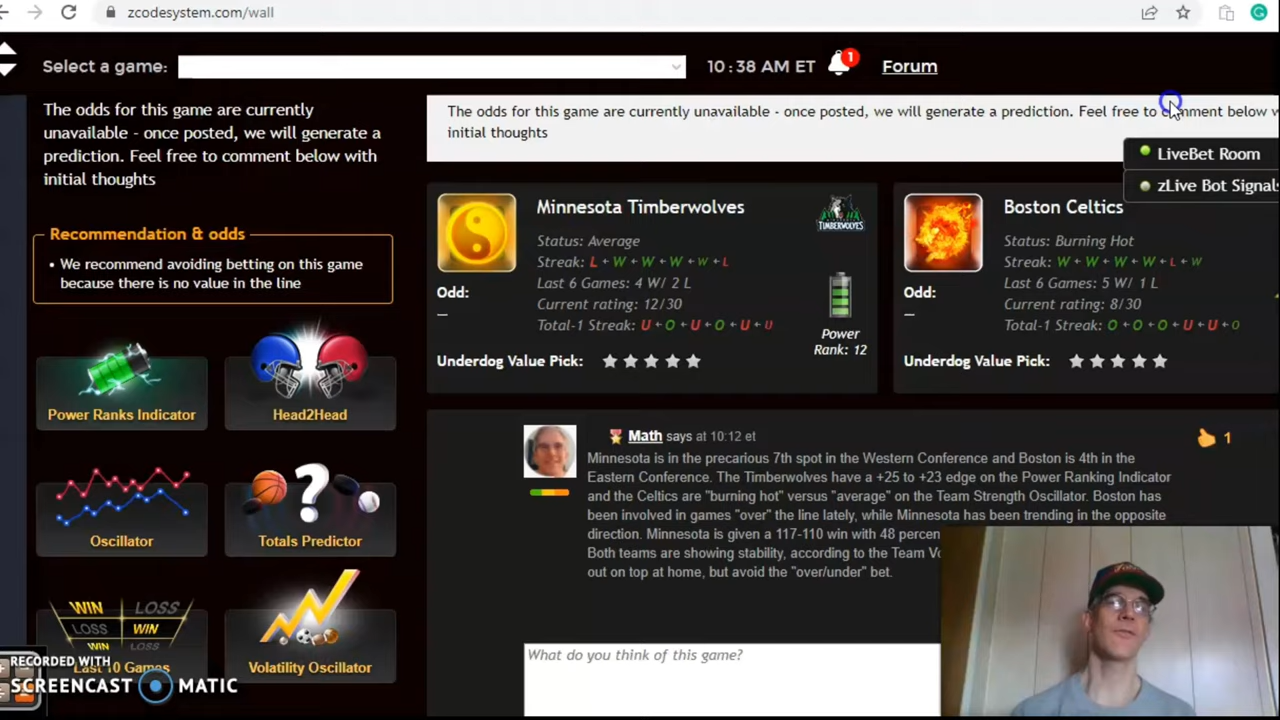 zcodesystem.com/wall
Select a game:
10:38 AM ET
1
Forum
The odds for this game are currently
unavailable - once posted, we will generate a
prediction. Feel free to comment below with
initial thoughts
Recommendation & odds
• We recommend avoiding betting on this game
because there is no value in the line
Power Ranks Indicator
Head2Head
Oscillator
Totals Predictor
WIN LOSS
LOSS WIN
WIN
Last 10 Games
Volatility Oscillator
RECORDED WITH
SCREENCAST MATIC
The odds for this game are currently unavailable - once posted, we will generate a prediction. Feel free to comment below
initial thoughts
LiveBet Room
zLive Bot Signal
Minnesota Timberwolves
Status: Average
Streak: L W W W W L
Last 6 Games: 4 W/ 2 L
Current rating: 12/30
Total-1 Streak: U O U O U U
Odd:
—
TIMBERWOLVES
Power
Rank: 12
Underdog Value Pick:
Boston Celtics
Status: Burning Hot
Streak: W W W W L W
Last 6 Games: 5 W/ 1 L
Current rating: 8/30
Total-1 Streak: O O O U U O
Odd:
—
Underdog Value Pick:
Math says at 10:12 et
1
Minnesota is in the precarious 7th spot in the Western Conference and Boston is 4th in the
Eastern Conference. The Timberwolves have a +25 to +23 edge on the Power Ranking Indicator
and the Celtics are "burning hot" versus "average" on the Team Strength Oscillator. Boston has
been involved in games "over" the line lately, while Minnesota has been trending in the opposite
direction. Minnesota is given a 117-110 win with 48 percen
Both teams are showing stability, according to the Team Vo
out on top at home, but avoid the "over/under" bet.
What do you think of this game?